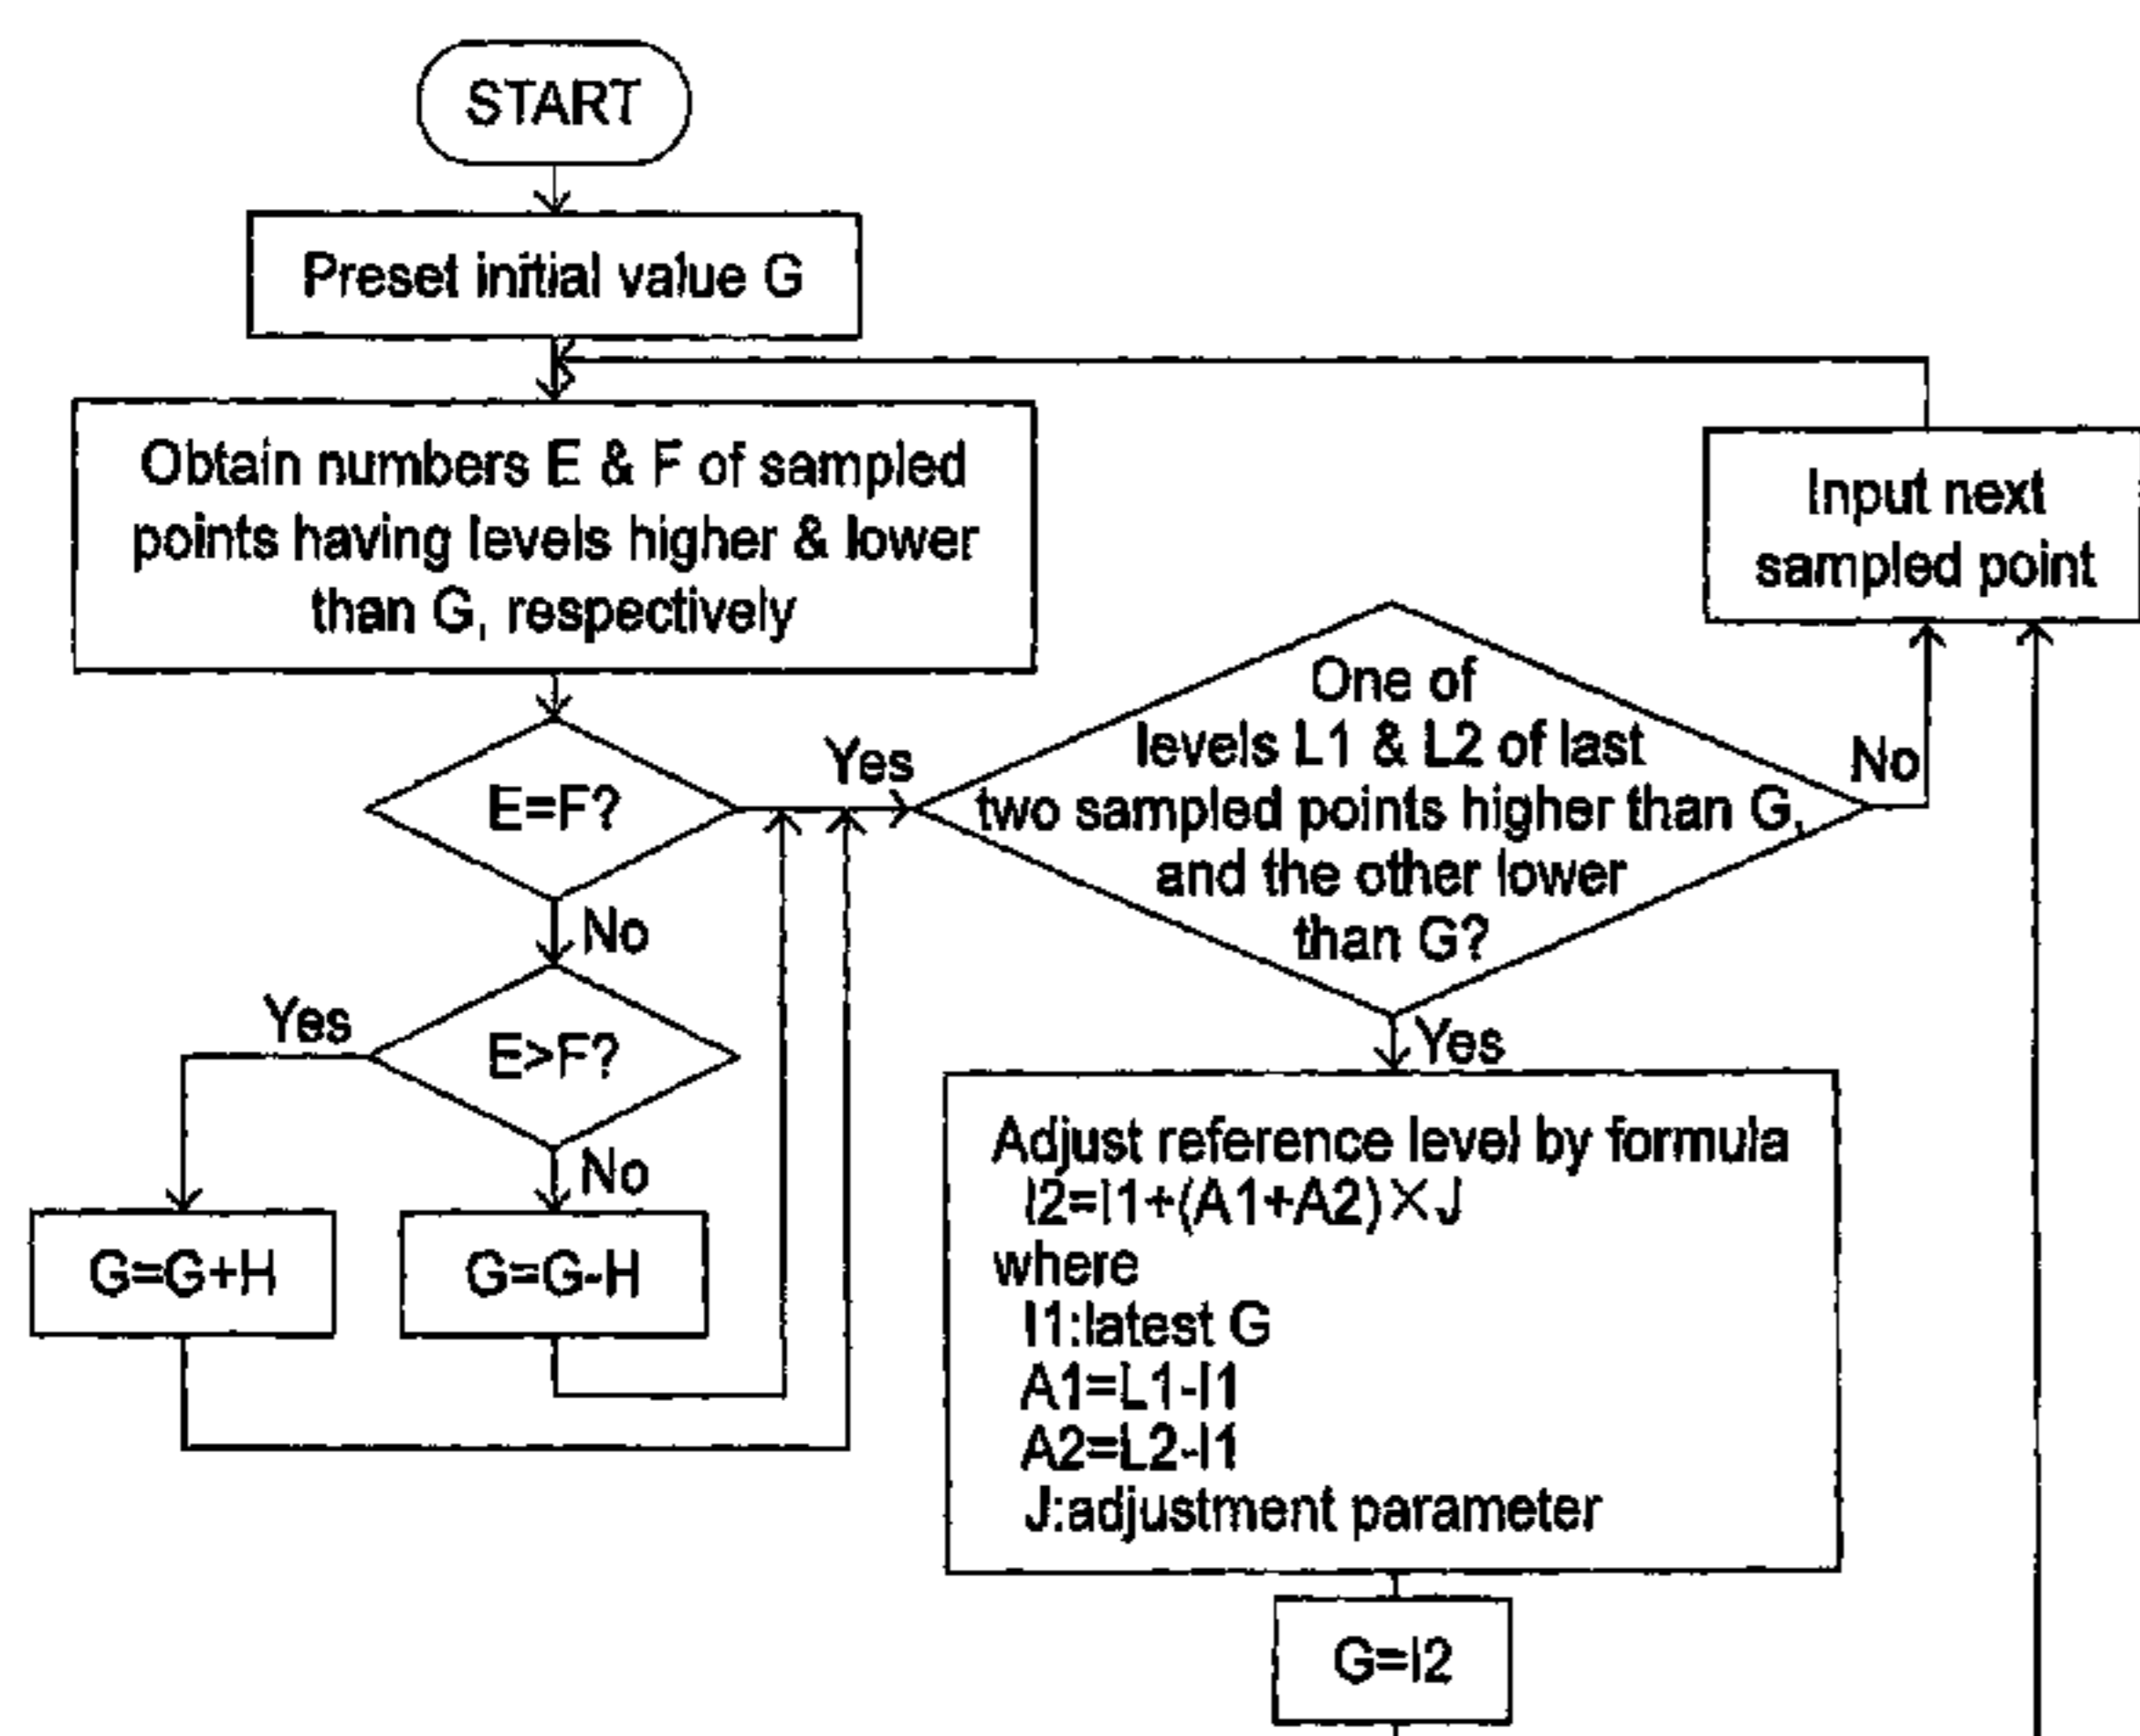 START
Preset initial value G
Obtain numbers E & F of sampled
points having levels higher & lower
than G, respectively
Input next
sampled point
E=F?
Yes
No
One of
levels L1 & L2 of last
two sampled points higher than G,
and the other lower
than G?
No
Yes
E>F?
Yes
No
G=G+H
G=G-H
Adjust reference level by formula
I2=I1+(A1+A2)×J
where
I1:latest G
A1=L1-I1
A2=L2-I1
J:adjustment parameter
G=I2